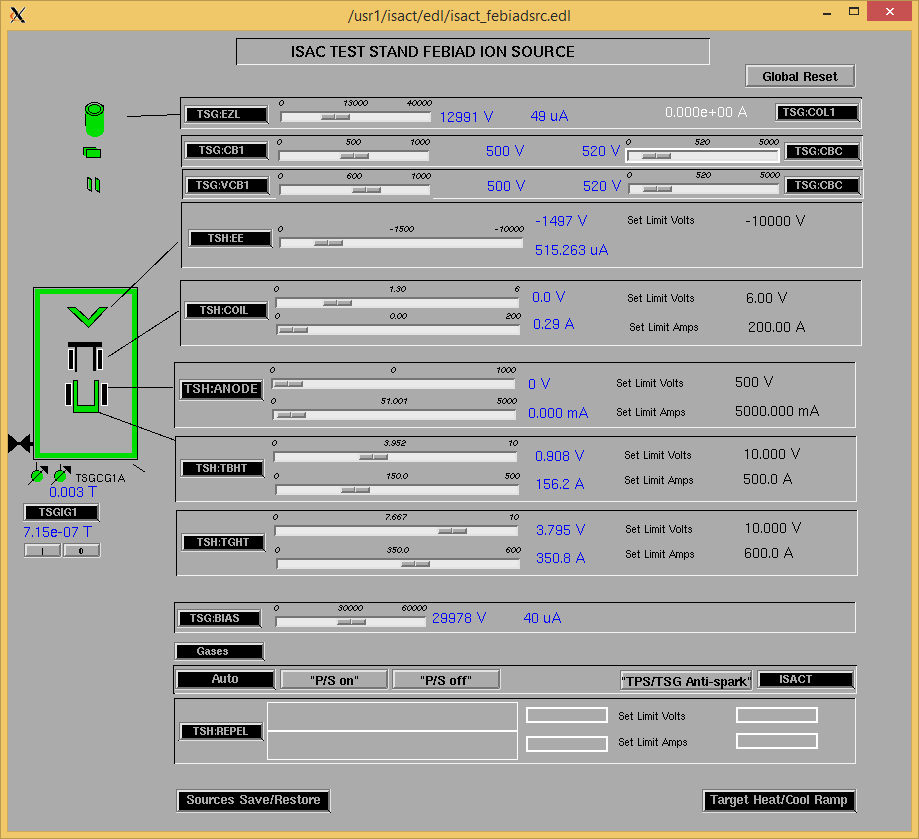 /usr1/isact/edl/isact_febiadsrc.edl
ISAC TEST STAND FEBIAD ION SOURCE
Global Reset
TSG:EZL 0 13000 40000 12991 V 49 uA 0.000e+00 A TSG:COL1
TSG:CB1 0 500 1000 500 V 520 V 0 520 5000 TSG:CBC
TSG:VCB1 0 600 1000 500 V 520 V 0 520 5000 TSG:CBC
TSH:EE 0 -1500 -10000 -1497 V Set Limit Volts -10000 V
515.263 uA
TSH:COIL 0 1.30 6 0.0 V Set Limit Volts 6.00 V
0 0.00 200 0.29 A Set Limit Amps 200.00 A
TSH:ANODE 0 0 1000 0 V Set Limit Volts 500 V
0 51.001 5000 0.000 mA Set Limit Amps 5000.000 mA
TSH:TBHT 0 3.952 10 0.908 V Set Limit Volts 10.000 V
0 150.0 500 156.2 A Set Limit Amps 500.0 A
TSGCG1A
0.003 T
TSGIG1
7.15e-07 T
I 0
TSH:TGHT 0 7.667 10 3.795 V Set Limit Volts 10.000 V
0 350.0 600 350.8 A Set Limit Amps 600.0 A
TSG:BIAS 0 30000 60000 29978 V 40 uA
Gases
Auto "P/S on" "P/S off" "TPS/TSG Anti-spark" ISACT
TSH:REPEL Set Limit Volts
Set Limit Amps
Sources Save/Restore Target Heat/Cool Ramp